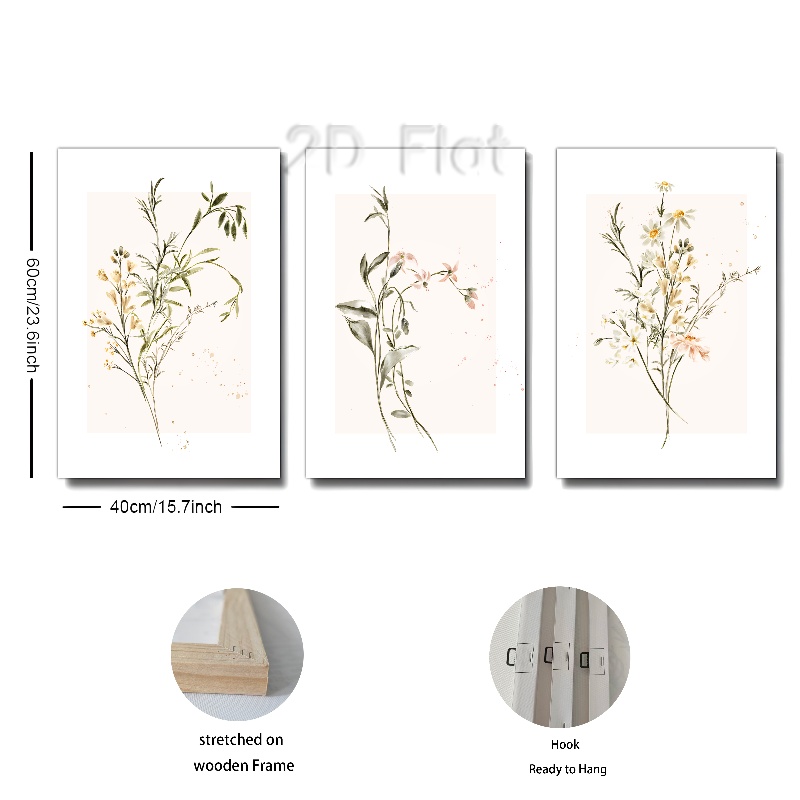 2D Flat
60cm/23.6inch
40cm/15.7inch
stretched on
wooden Frame
Hook
Ready to Hang